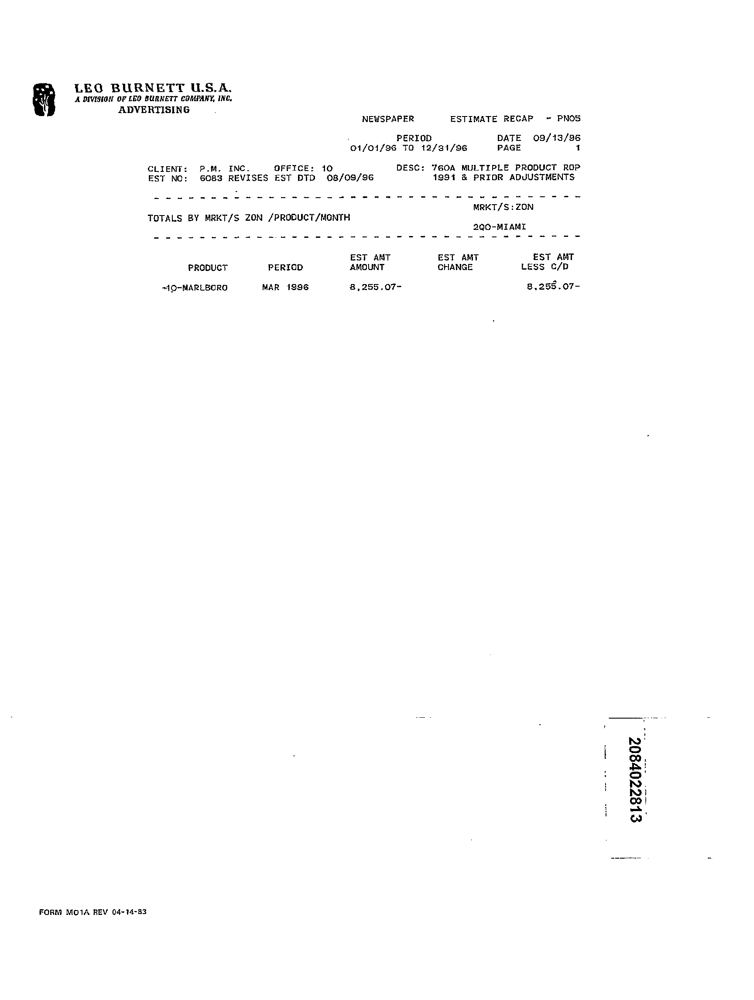 LEO BURNETT U.S.A.
A DIVISION OF LEO BURNETT COMPANY, INC.
ADVERTISING
NEWSPAPER ESTIMATE RECAP - PN05
PERIOD DATE 09/13/96
01/01/96 TO 12/31/96 PAGE 1
CLIENT: P.M. INC. OFFICE: 10 DESC: 760A MULTIPLE PRODUCT ROP
EST NO: 6083 REVISES EST DTD 08/09/96 1991 & PRIOR ADJUSTMENTS
MRKT/S:ZON
TOTALS BY MRKT/S ZON /PRODUCT/MONTH
2Q0-MIAMI
EST AMT EST AMT EST AMT
PRODUCT PERIOD AMOUNT CHANGE LESS C/D
-10-MARLBORO MAR 1996 8,255.07- 8,255.07-
2084022813
FORM M01A REV 04-14-83